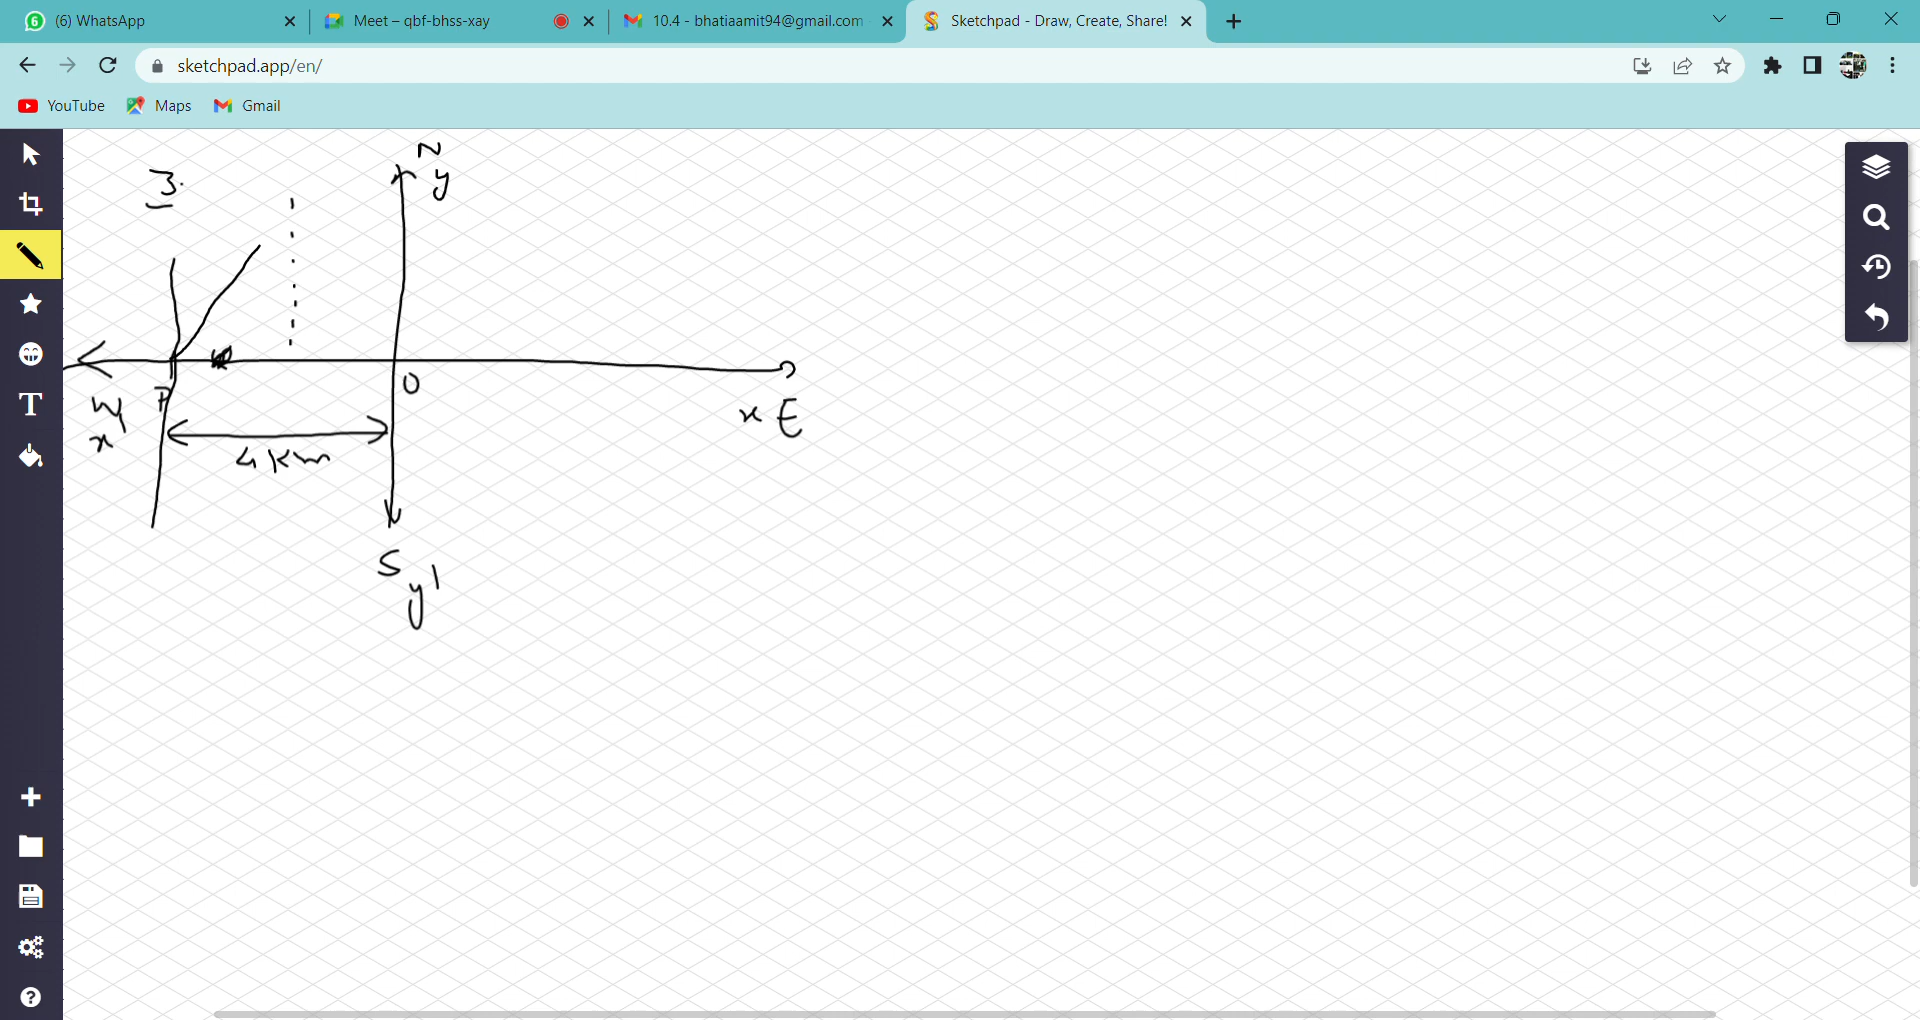 (6) WhatsApp
Meet – qbf-bhss-xay
10.4 - bhatiaamit94@gmail.com
Sketchpad - Draw, Create, Share!
sketchpad.app/en/
YouTube
Maps
Gmail
N
y
3.
O
P
W
x'
x E
4 km
S
y'
T